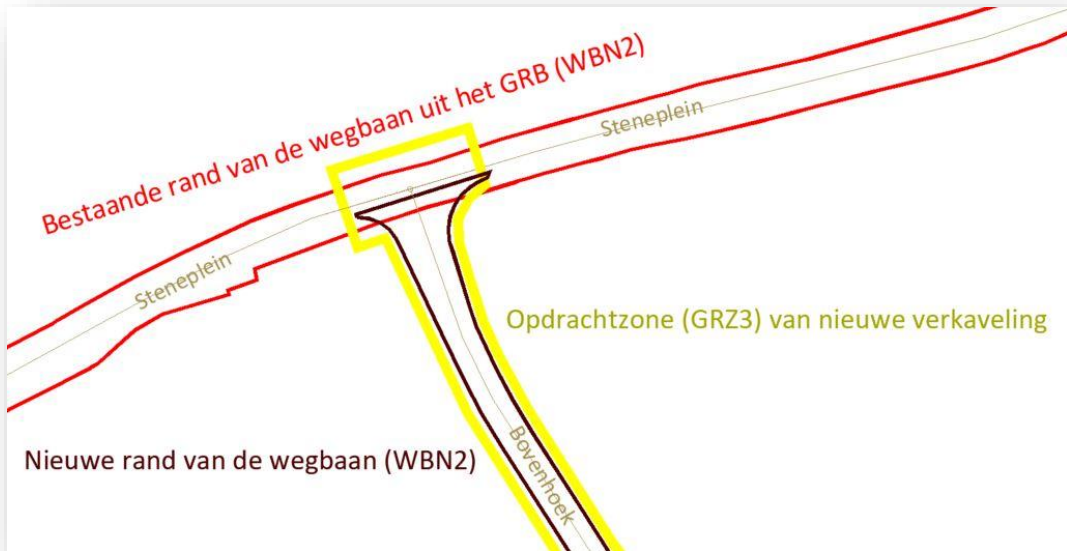 Bestaande rand van de wegbaan uit het GRB (WBN2)
Steneplein
Steneplein
Opdrachtzone (GRZ3) van nieuwe verkaveling
Nieuwe rand van de wegbaan (WBN2)
Bovenhoek